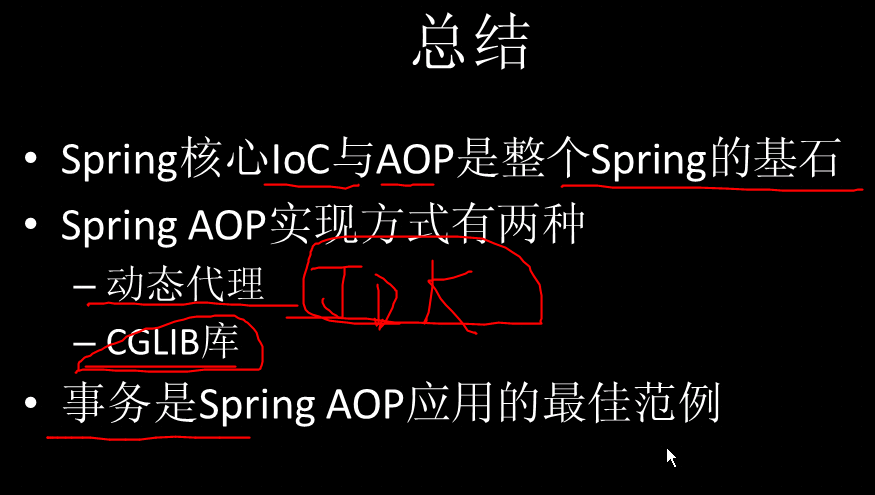 总结
• Spring核心IoC与AOP是整个Spring的基石
• Spring AOP实现方式有两种
– 动态代理 JDK
– CGLIB库
• 事务是Spring AOP应用的最佳范例